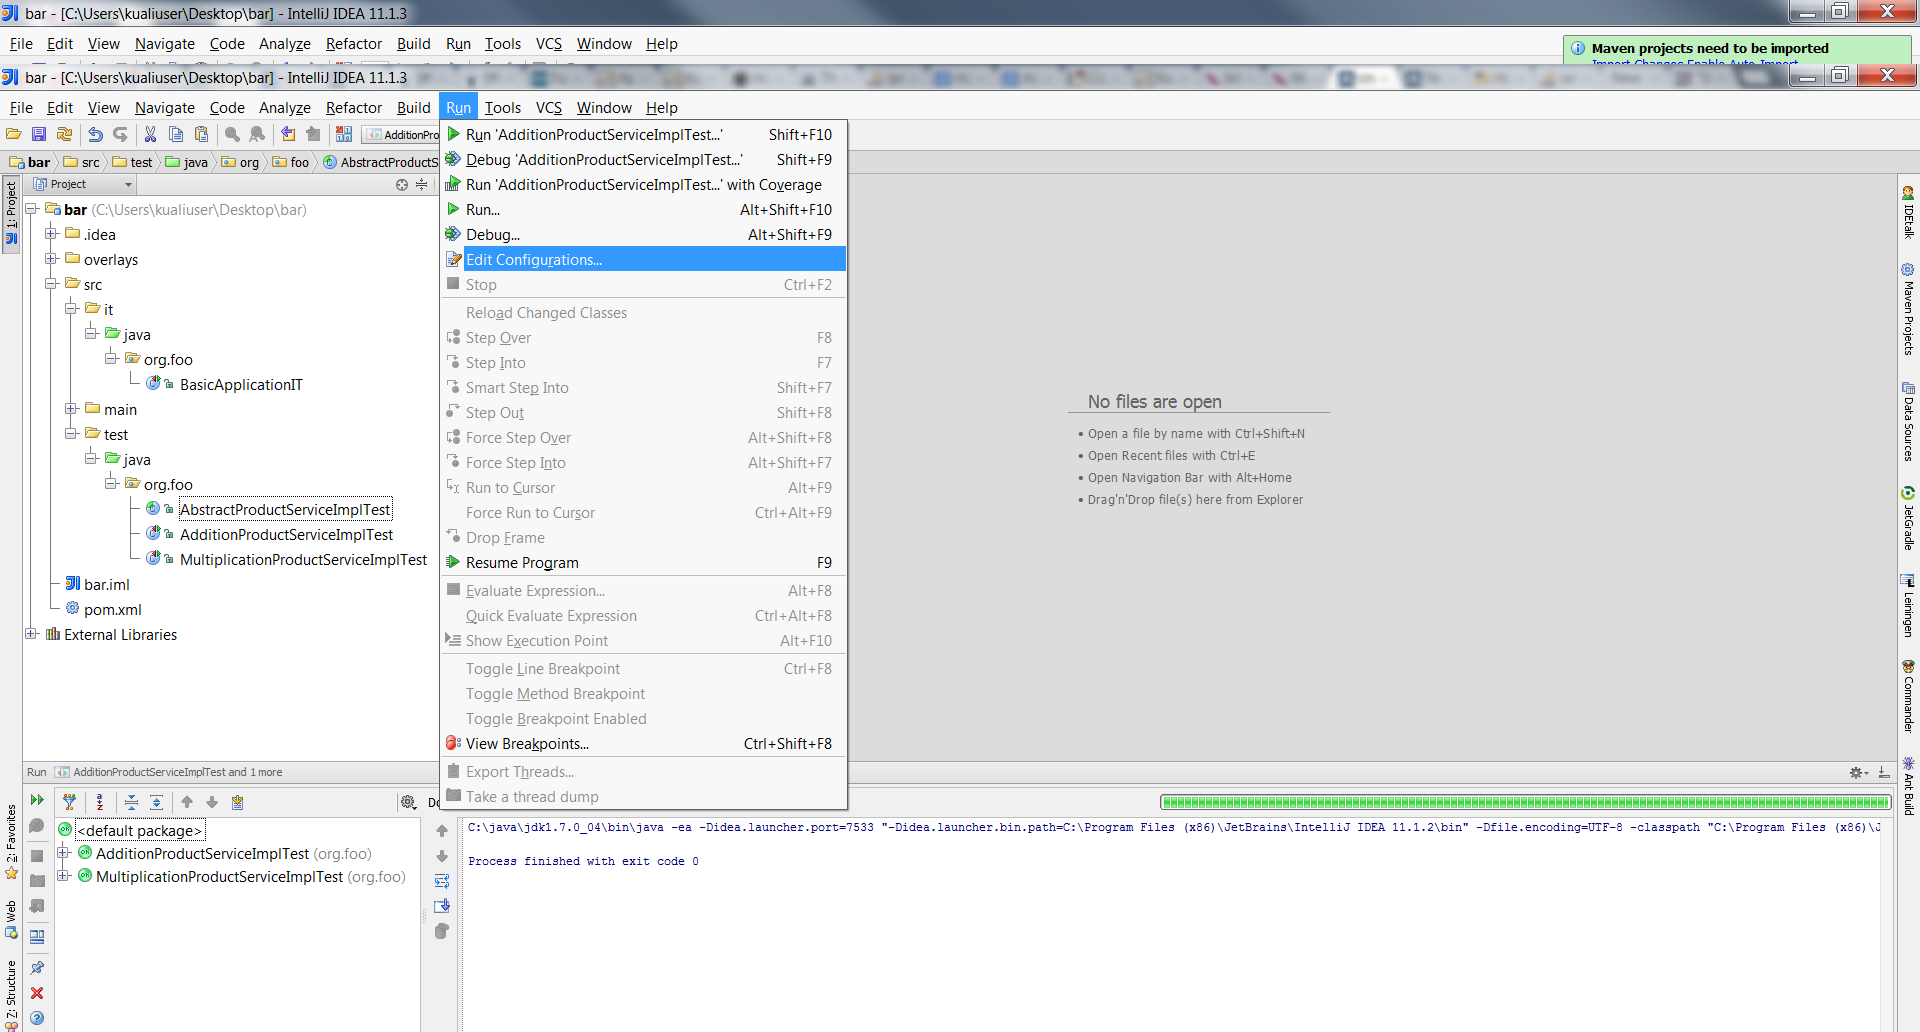 bar - [C:\Users\kualiuser\Desktop\bar] - IntelliJ IDEA 11.1.3
File Edit View Navigate Code Analyze Refactor Build Run Tools VCS Window Help
Maven projects need to be imported
Import Changes Enable Auto-Import
bar - [C:\Users\kualiuser\Desktop\bar] - IntelliJ IDEA 11.1.3
File Edit View Navigate Code Analyze Refactor Build Run Tools VCS Window Help
AdditionPro
bar src test java org foo AbstractProductS
Run 'AdditionProductServiceImplTest...' Shift+F10
Debug 'AdditionProductServiceImplTest...' Shift+F9
Run 'AdditionProductServiceImplTest...' with Coverage
Run... Alt+Shift+F10
Debug... Alt+Shift+F9
Edit Configurations...
Stop Ctrl+F2
Reload Changed Classes
Step Over F8
Step Into F7
Smart Step Into Shift+F7
Step Out Shift+F8
Force Step Over Alt+Shift+F8
Force Step Into Alt+Shift+F7
Run to Cursor Alt+F9
Force Run to Cursor Ctrl+Alt+F9
Drop Frame
Resume Program F9
Evaluate Expression... Alt+F8
Quick Evaluate Expression Ctrl+Alt+F8
Show Execution Point Alt+F10
Toggle Line Breakpoint Ctrl+F8
Toggle Method Breakpoint
Toggle Breakpoint Enabled
View Breakpoints... Ctrl+Shift+F8
Export Threads...
Take a thread dump
1: Project
Project
bar (C:\Users\kualiuser\Desktop\bar)
.idea
overlays
src
it
java
org.foo
BasicApplicationIT
main
test
java
org.foo
AbstractProductServiceImplTest
AdditionProductServiceImplTest
MultiplicationProductServiceImplTest
bar.iml
pom.xml
External Libraries
No files are open
• Open a file by name with Ctrl+Shift+N
• Open Recent files with Ctrl+E
• Open Navigation Bar with Alt+Home
• Drag'n'Drop file(s) here from Explorer
IDEtalk
Maven Projects
Data Sources
JetGradle
Leiningen
Commander
Ant Build
Run AdditionProductServiceImplTest and 1 more
2: Favorites
Web
Z: Structure
Do
<default package>
AdditionProductServiceImplTest (org.foo)
MultiplicationProductServiceImplTest (org.foo)
C:\java\jdk1.7.0_04\bin\java -ea -Didea.launcher.port=7533 "-Didea.launcher.bin.path=C:\Program Files (x86)\JetBrains\IntelliJ IDEA 11.1.2\bin" -Dfile.encoding=UTF-8 -classpath "C:\Program Files (x86)\J
Process finished with exit code 0